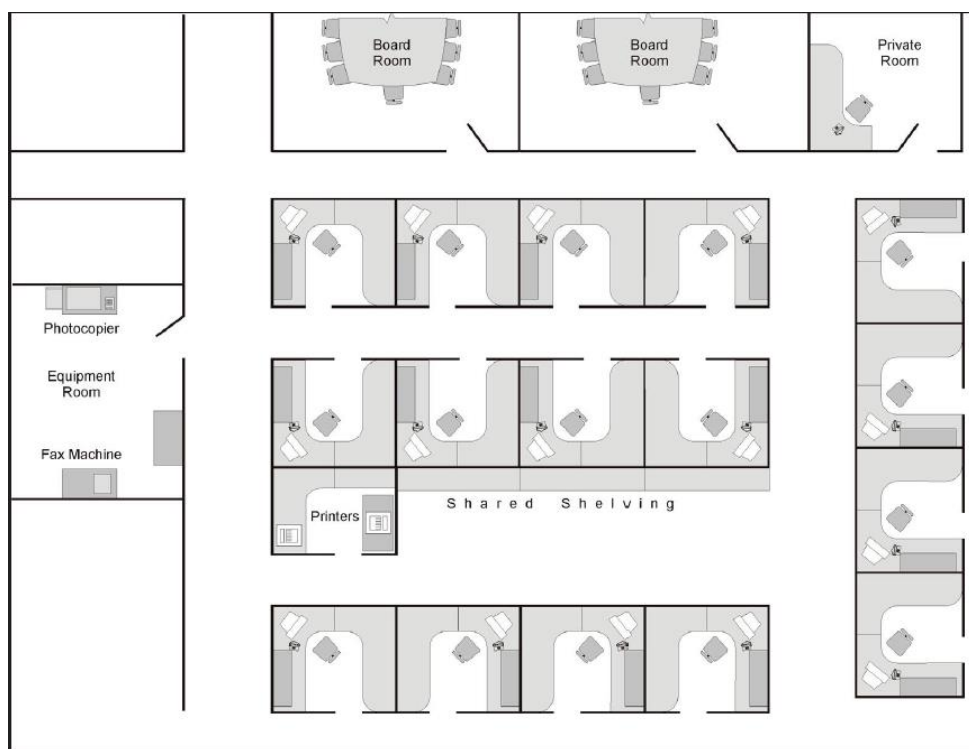 Board
Room
Board
Room
Private
Room
Photocopier
Equipment
Room
Fax Machine
Shared Shelving
Printers